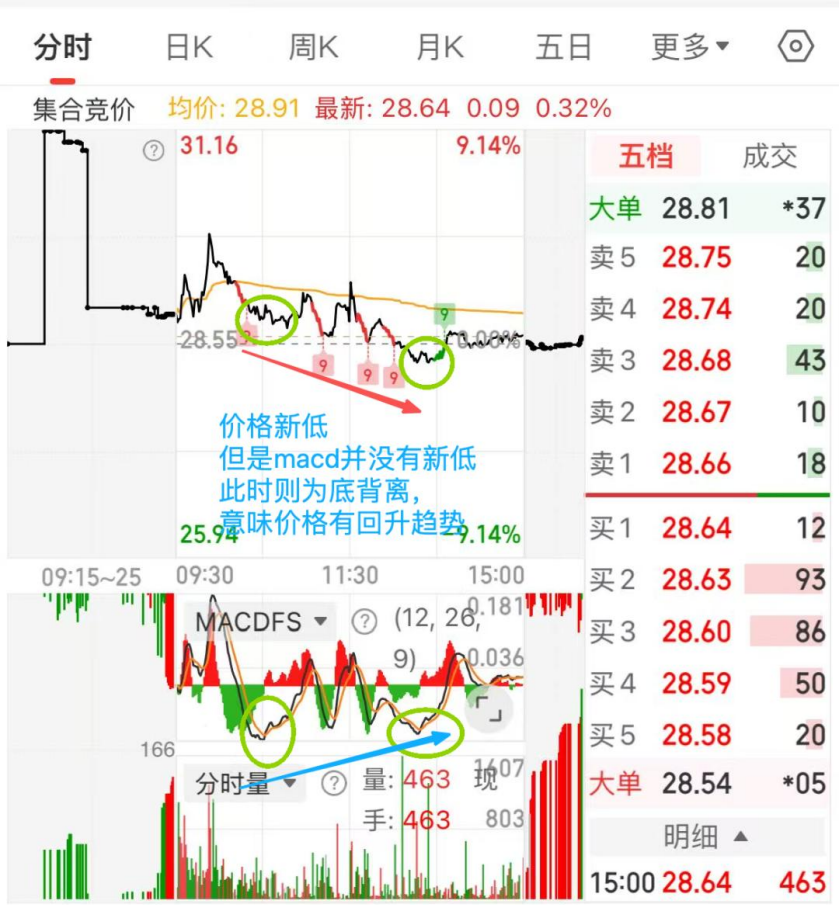 分时 日K 周K 月K 五日 更多
集合竞价 均价: 28.91 最新: 28.64 0.09 0.32%
31.16 9.14%
五档 成交
大单 28.81 *37
卖5 28.75 20
卖4 28.74 20
卖3 28.68 43
卖2 28.67 10
卖1 28.66 18
9
28.55 0.00%
9 9 9
价格新低
但是macd并没有新低
此时则为底背离，
意味价格有回升趋势
25.94 -9.14%
09:15~25 09:30 11:30 15:00
买1 28.64 12
买2 28.63 93
买3 28.60 86
买4 28.59 50
买5 28.58 20
大单 28.54 *05
明细
15:00 28.64 463
MACDFS (12, 26, 9) 0.181
0.036
166
分时量 量: 463 现手: 463 1607
803